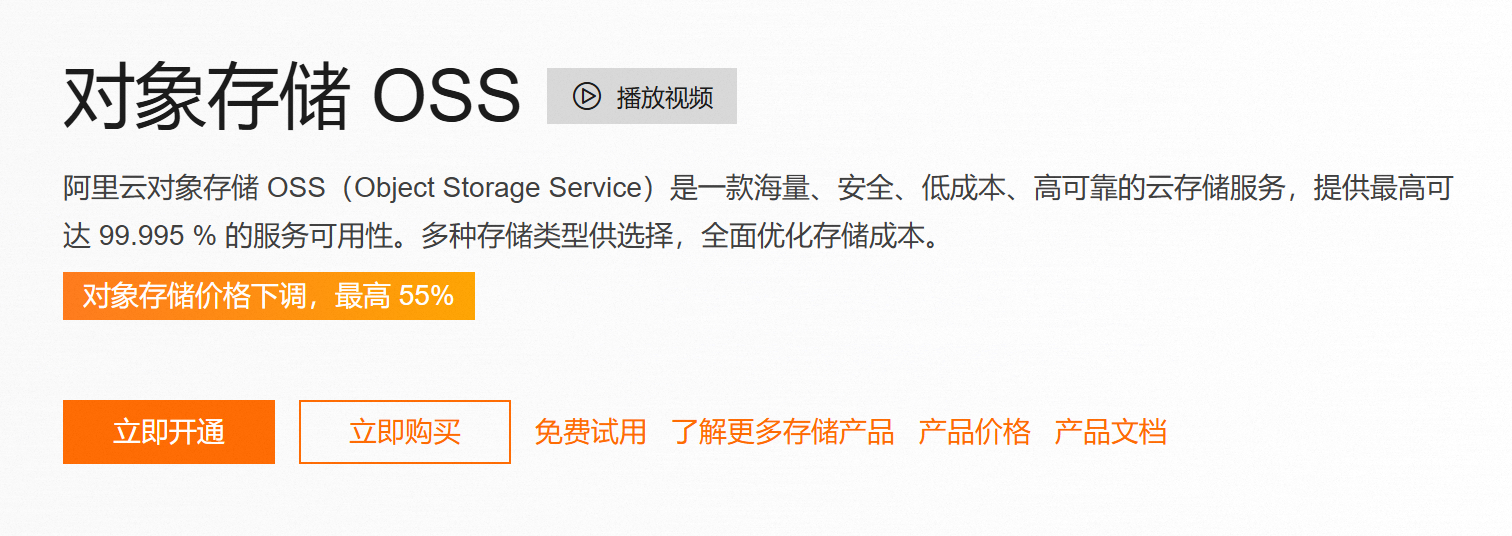 对象存储 OSS
播放视频
阿里云对象存储 OSS（Object Storage Service）是一款海量、安全、低成本、高可靠的云存储服务，提供最高可
达 99.995 % 的服务可用性。多种存储类型供选择，全面优化存储成本。
对象存储价格下调，最高 55%
立即开通 立即购买 免费试用 了解更多存储产品 产品价格 产品文档